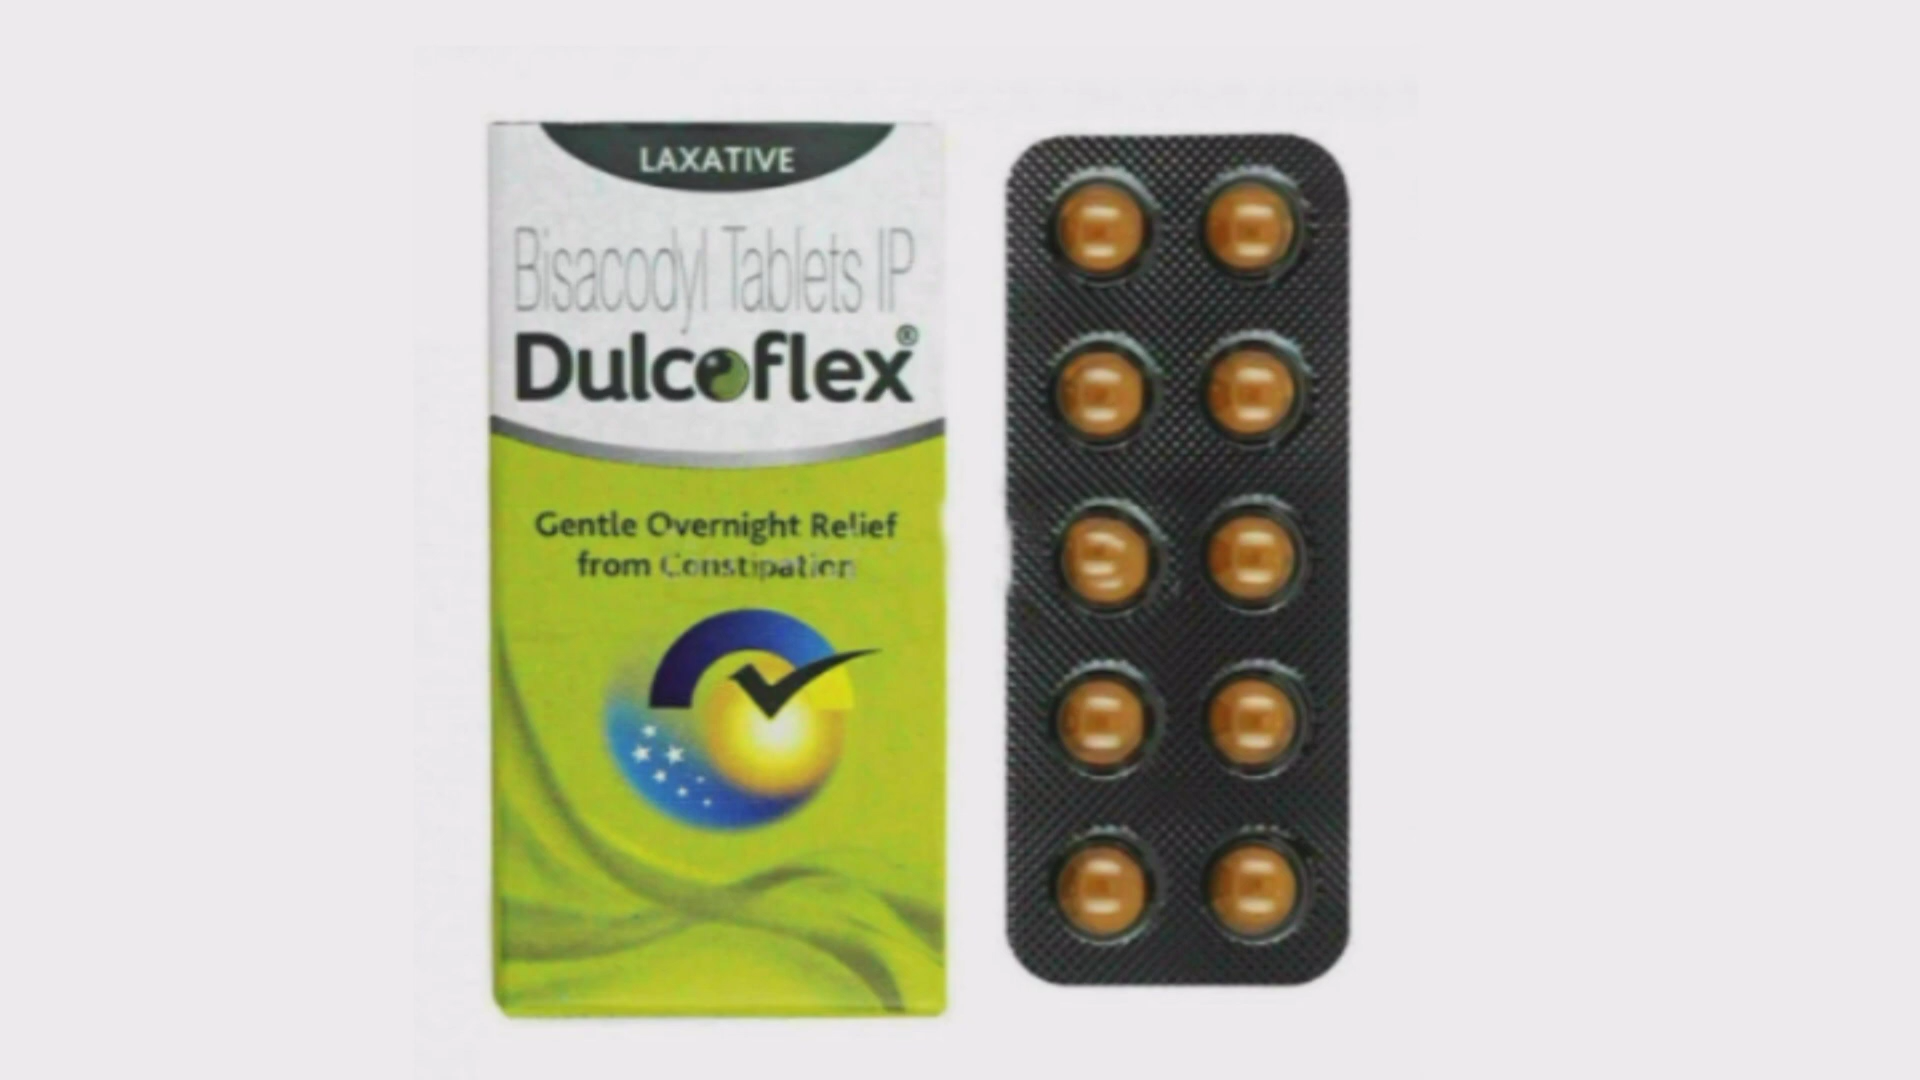 LAXATIVE
Bisacodyl Tablets IP
Dulcoflex®
Gentle Overnight Relief
from Constipation